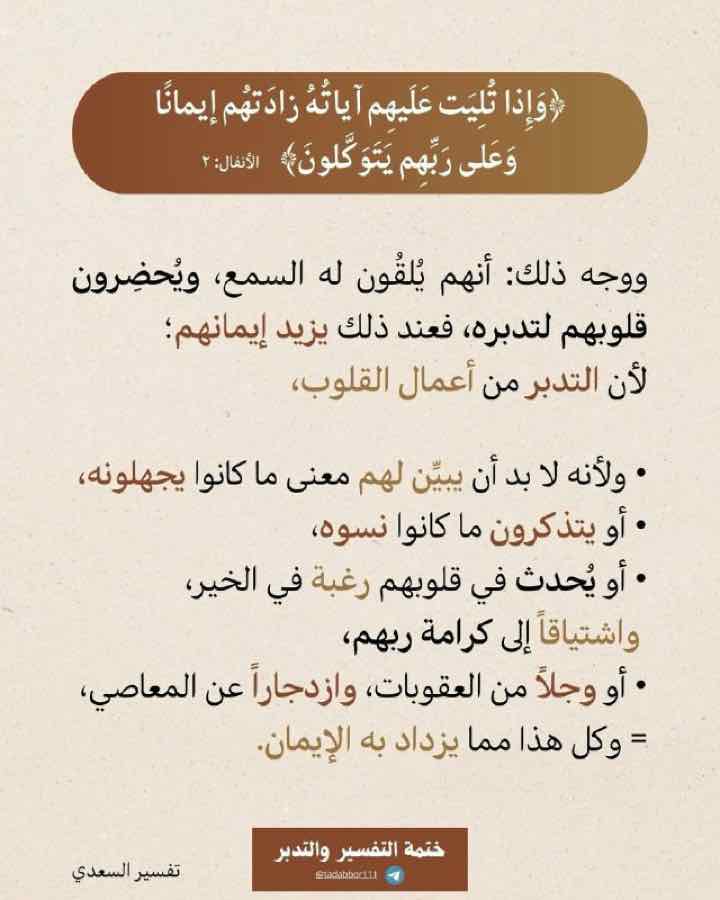 ﴿وَإِذا تُلِيَت عَلَيهِم آياتُهُ زادَتهُم إيمانًا
وَعَلى رَبِّهِم يَتَوَكَّلونَ﴾ الأنفال: ٢
ووجه ذلك: أنهم يُلقُون له السمع، ويُحضِرون
قلوبهم لتدبره، فعند ذلك يزيد إيمانهم؛
لأن التدبر من أعمال القلوب،
• ولأنه لا بد أن يبيِّن لهم معنى ما كانوا يجهلونه،
• أو يتذكرون ما كانوا نسوه،
• أو يُحدث في قلوبهم رغبة في الخير،
واشتياقاً إلى كرامة ربهم،
• أو وجلاً من العقوبات، وازدجاراً عن المعاصي،
= وكل هذا مما يزداد به الإيمان.
ختمة التفسير والتدبر
@tadabbor111
تفسير السعدي